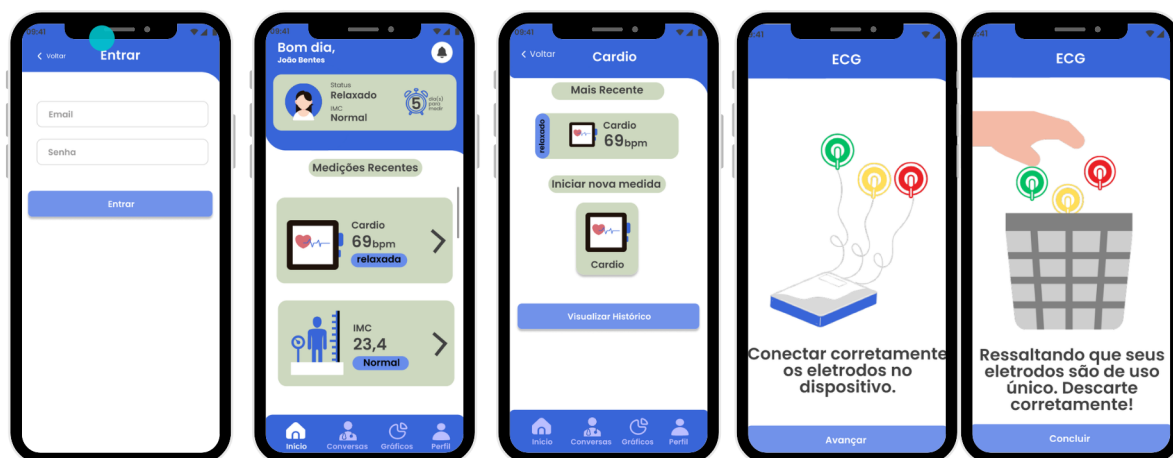 09:41
< Voltar
Entrar
Email
Senha
Entrar
09:41
Bom dia,
João Bentes
Status
Relaxado
IMC
Normal
5
dia(s)
para
medir
Medições Recentes
Cardio
69bpm
relaxada
IMC
23,4
Normal
Início
Conversas
Gráficos
Perfil
09:41
< Voltar
Cardio
Mais Recente
relaxado
Cardio
69bpm
Iniciar nova medida
Cardio
Visualizar Histórico
Início
Conversas
Gráficos
Perfil
:41
ECG
Conectar corretamente
os eletrodos no
dispositivo.
Avançar
:41
ECG
Ressaltando que seus
eletrodos são de uso
único. Descarte
corretamente!
Concluir